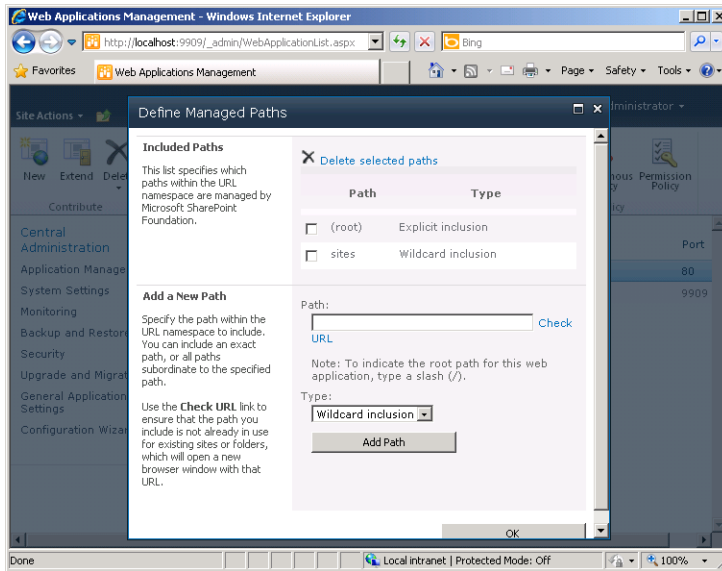 Web Applications Management - Windows Internet Explorer
http://localhost:9909/_admin/WebApplicationList.aspx
Bing
Favorites
Web Applications Management
Page
Safety
Tools
Site Actions
Define Managed Paths
New
Extend
Permission
Policy
Contribute
Central
Administration
Application Manage
System Settings
Monitoring
Backup and Restore
Security
Upgrade and Migrat
General Application
Settings
Configuration Wizar
Included Paths
This list specifies which
paths within the URL
namespace are managed by
Microsoft SharePoint
Foundation.
Delete selected paths
Path Type
(root) Explicit inclusion
sites Wildcard inclusion
Add a New Path
Specify the path within the
URL namespace to include.
You can include an exact
path, or all paths
subordinate to the specified
path.
Use the Check URL link to
ensure that the path you
include is not already in use
for existing sites or folders,
which will open a new
browser window with that
URL.
Path:
Check
URL
Note: To indicate the root path for this web
application, type a slash (/).
Type:
Wildcard inclusion
Add Path
OK
Port
80
9909
Done
Local intranet | Protected Mode: Off
100%